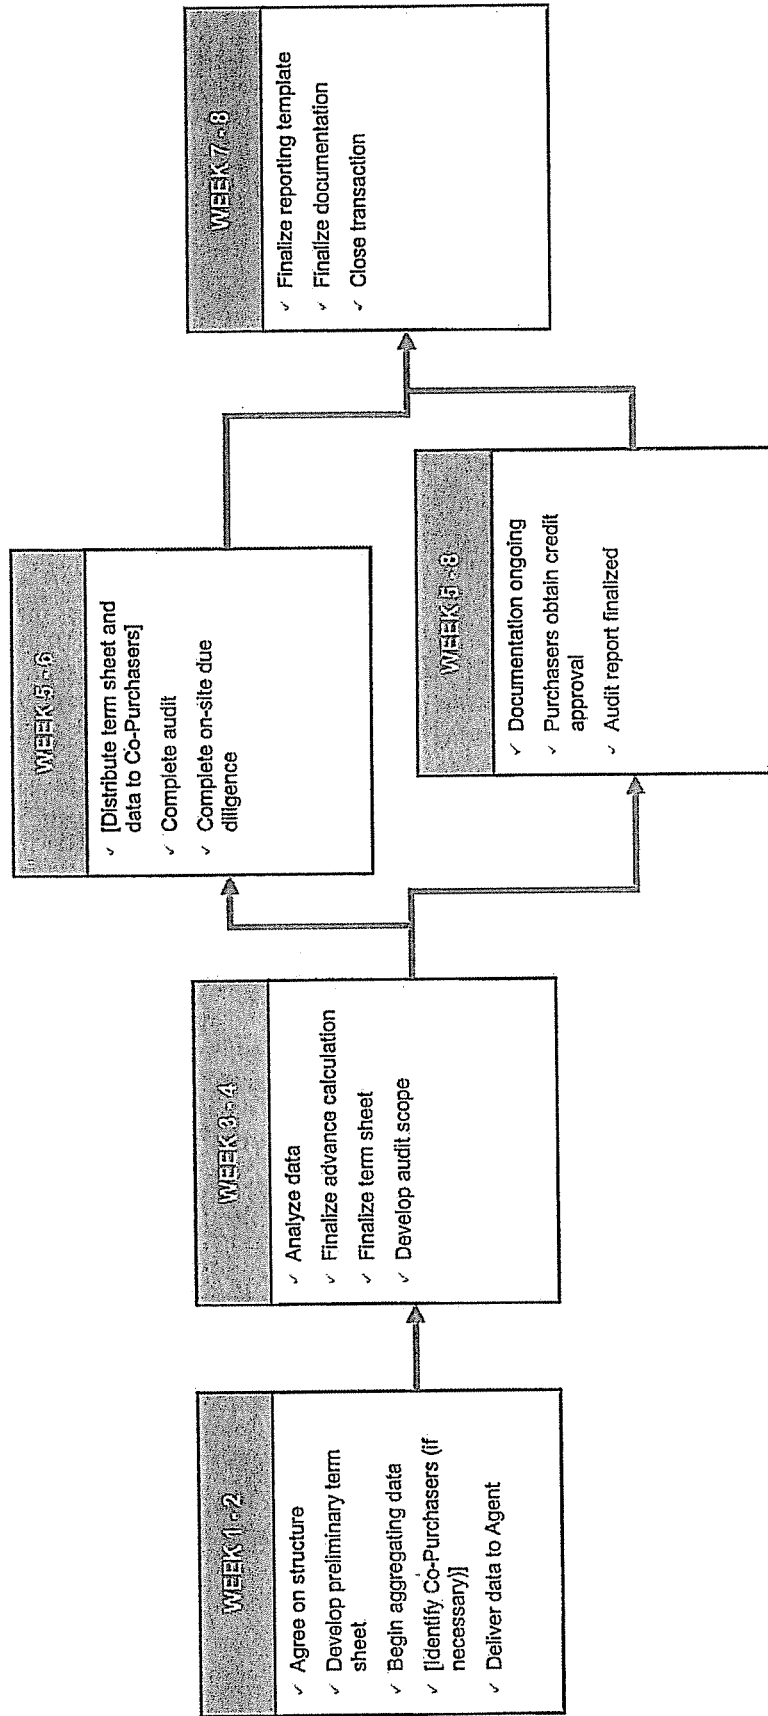 WEEK 1 - 2
✓ Agree on structure
✓ Develop preliminary term
sheet
✓ Begin aggregating data
✓ [Identify Co-Purchasers (if
necessary)]
✓ Deliver data to Agent
WEEK 3 - 4
✓ Analyze data
✓ Finalize advance calculation
✓ Finalize term sheet
✓ Develop audit scope
WEEK 5 - 6
✓ [Distribute term sheet and
data to Co-Purchasers]
✓ Complete audit
✓ Complete on-site due
diligence
WEEK 5 - 8
✓ Documentation ongoing
✓ Purchasers obtain credit
approval
✓ Audit report finalized
WEEK 7 - 8
✓ Finalize reporting template
✓ Finalize documentation
✓ Close transaction